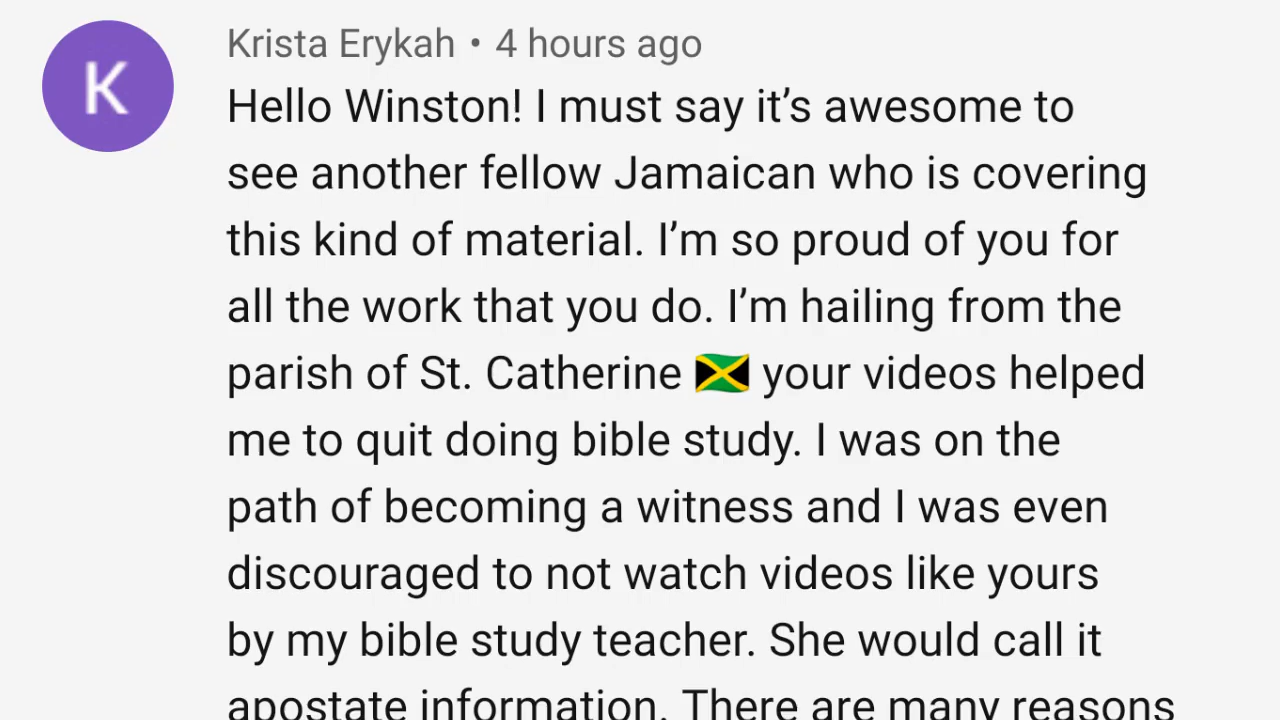 K
Krista Erykah • 4 hours ago
Hello Winston! I must say it’s awesome to
see another fellow Jamaican who is covering
this kind of material. I’m so proud of you for
all the work that you do. I’m hailing from the
parish of St. Catherine 🇯🇲 your videos helped
me to quit doing bible study. I was on the
path of becoming a witness and I was even
discouraged to not watch videos like yours
by my bible study teacher. She would call it
apostate information. There are many reasons